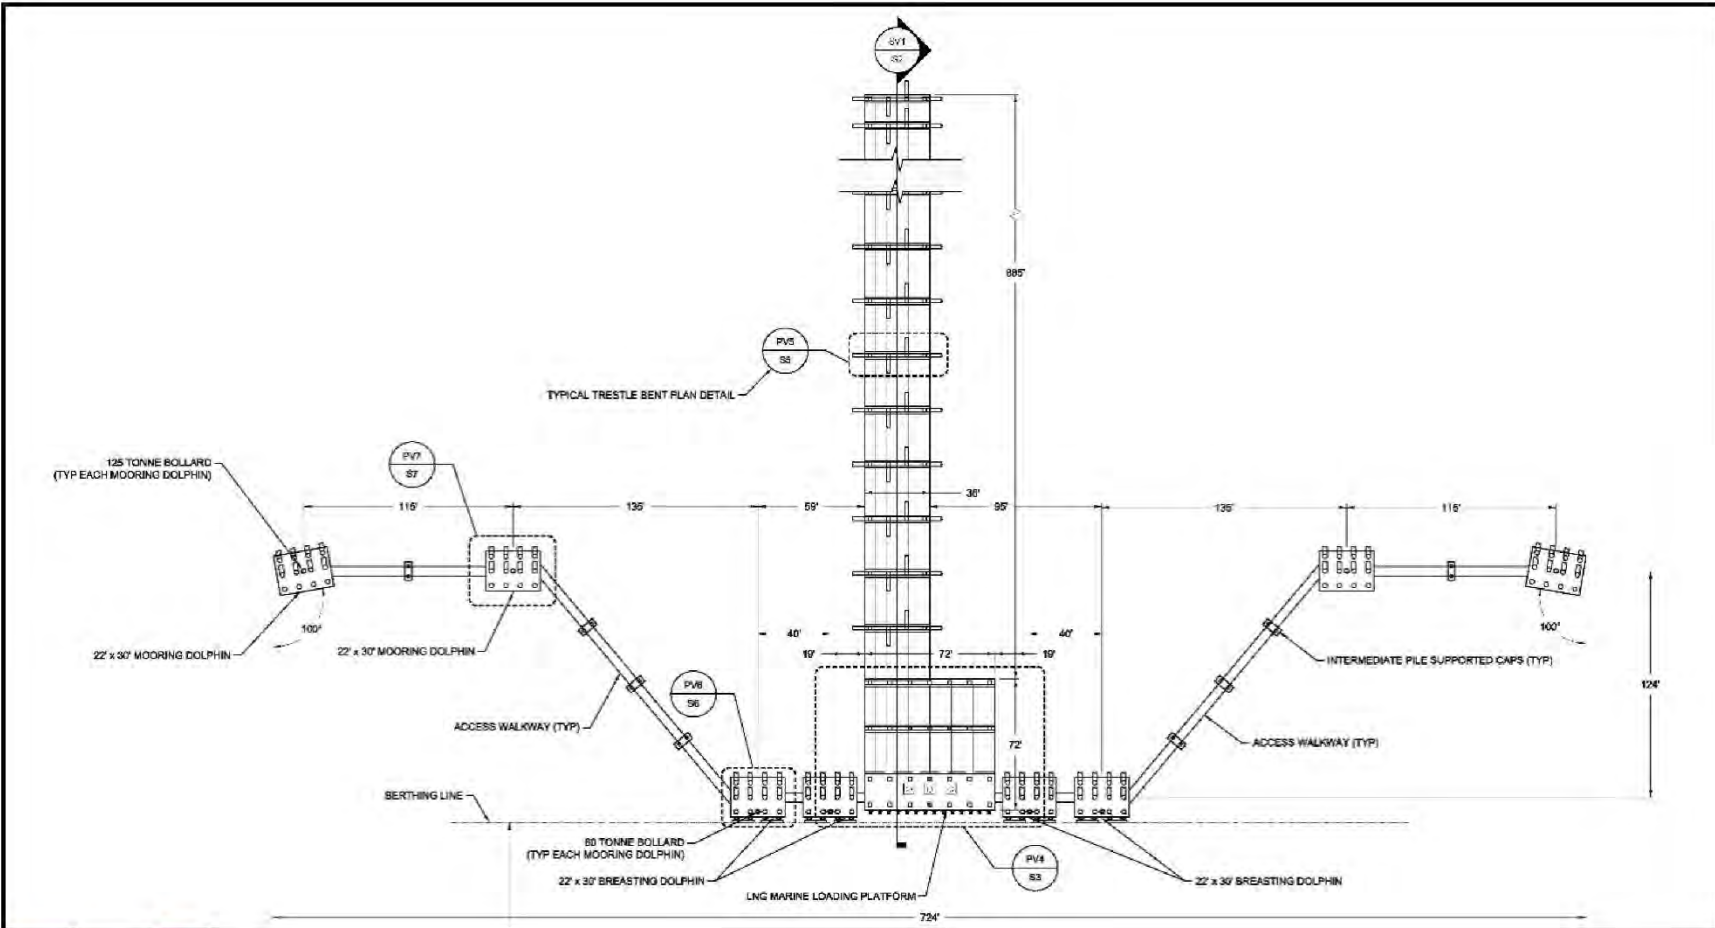 SV1
S2
885'
PV5
S5
TYPICAL TRESTLE BENT PLAN DETAIL
125 TONNE BOLLARD
(TYP EACH MOORING DOLPHIN)
PV7
S7
36'
115'
135'
59'
95'
135'
115'
100°
40'
40'
100°
22' x 30' MOORING DOLPHIN
22' x 30' MOORING DOLPHIN
19'
72'
19'
INTERMEDIATE PILE SUPPORTED CAPS (TYP)
124'
PV6
S6
ACCESS WALKWAY (TYP)
72'
ACCESS WALKWAY (TYP)
BERTHING LINE
80 TONNE BOLLARD
(TYP EACH MOORING DOLPHIN)
PV4
S3
22' x 30' BREASTING DOLPHIN
22' x 30' BREASTING DOLPHIN
LNG MARINE LOADING PLATFORM
724'